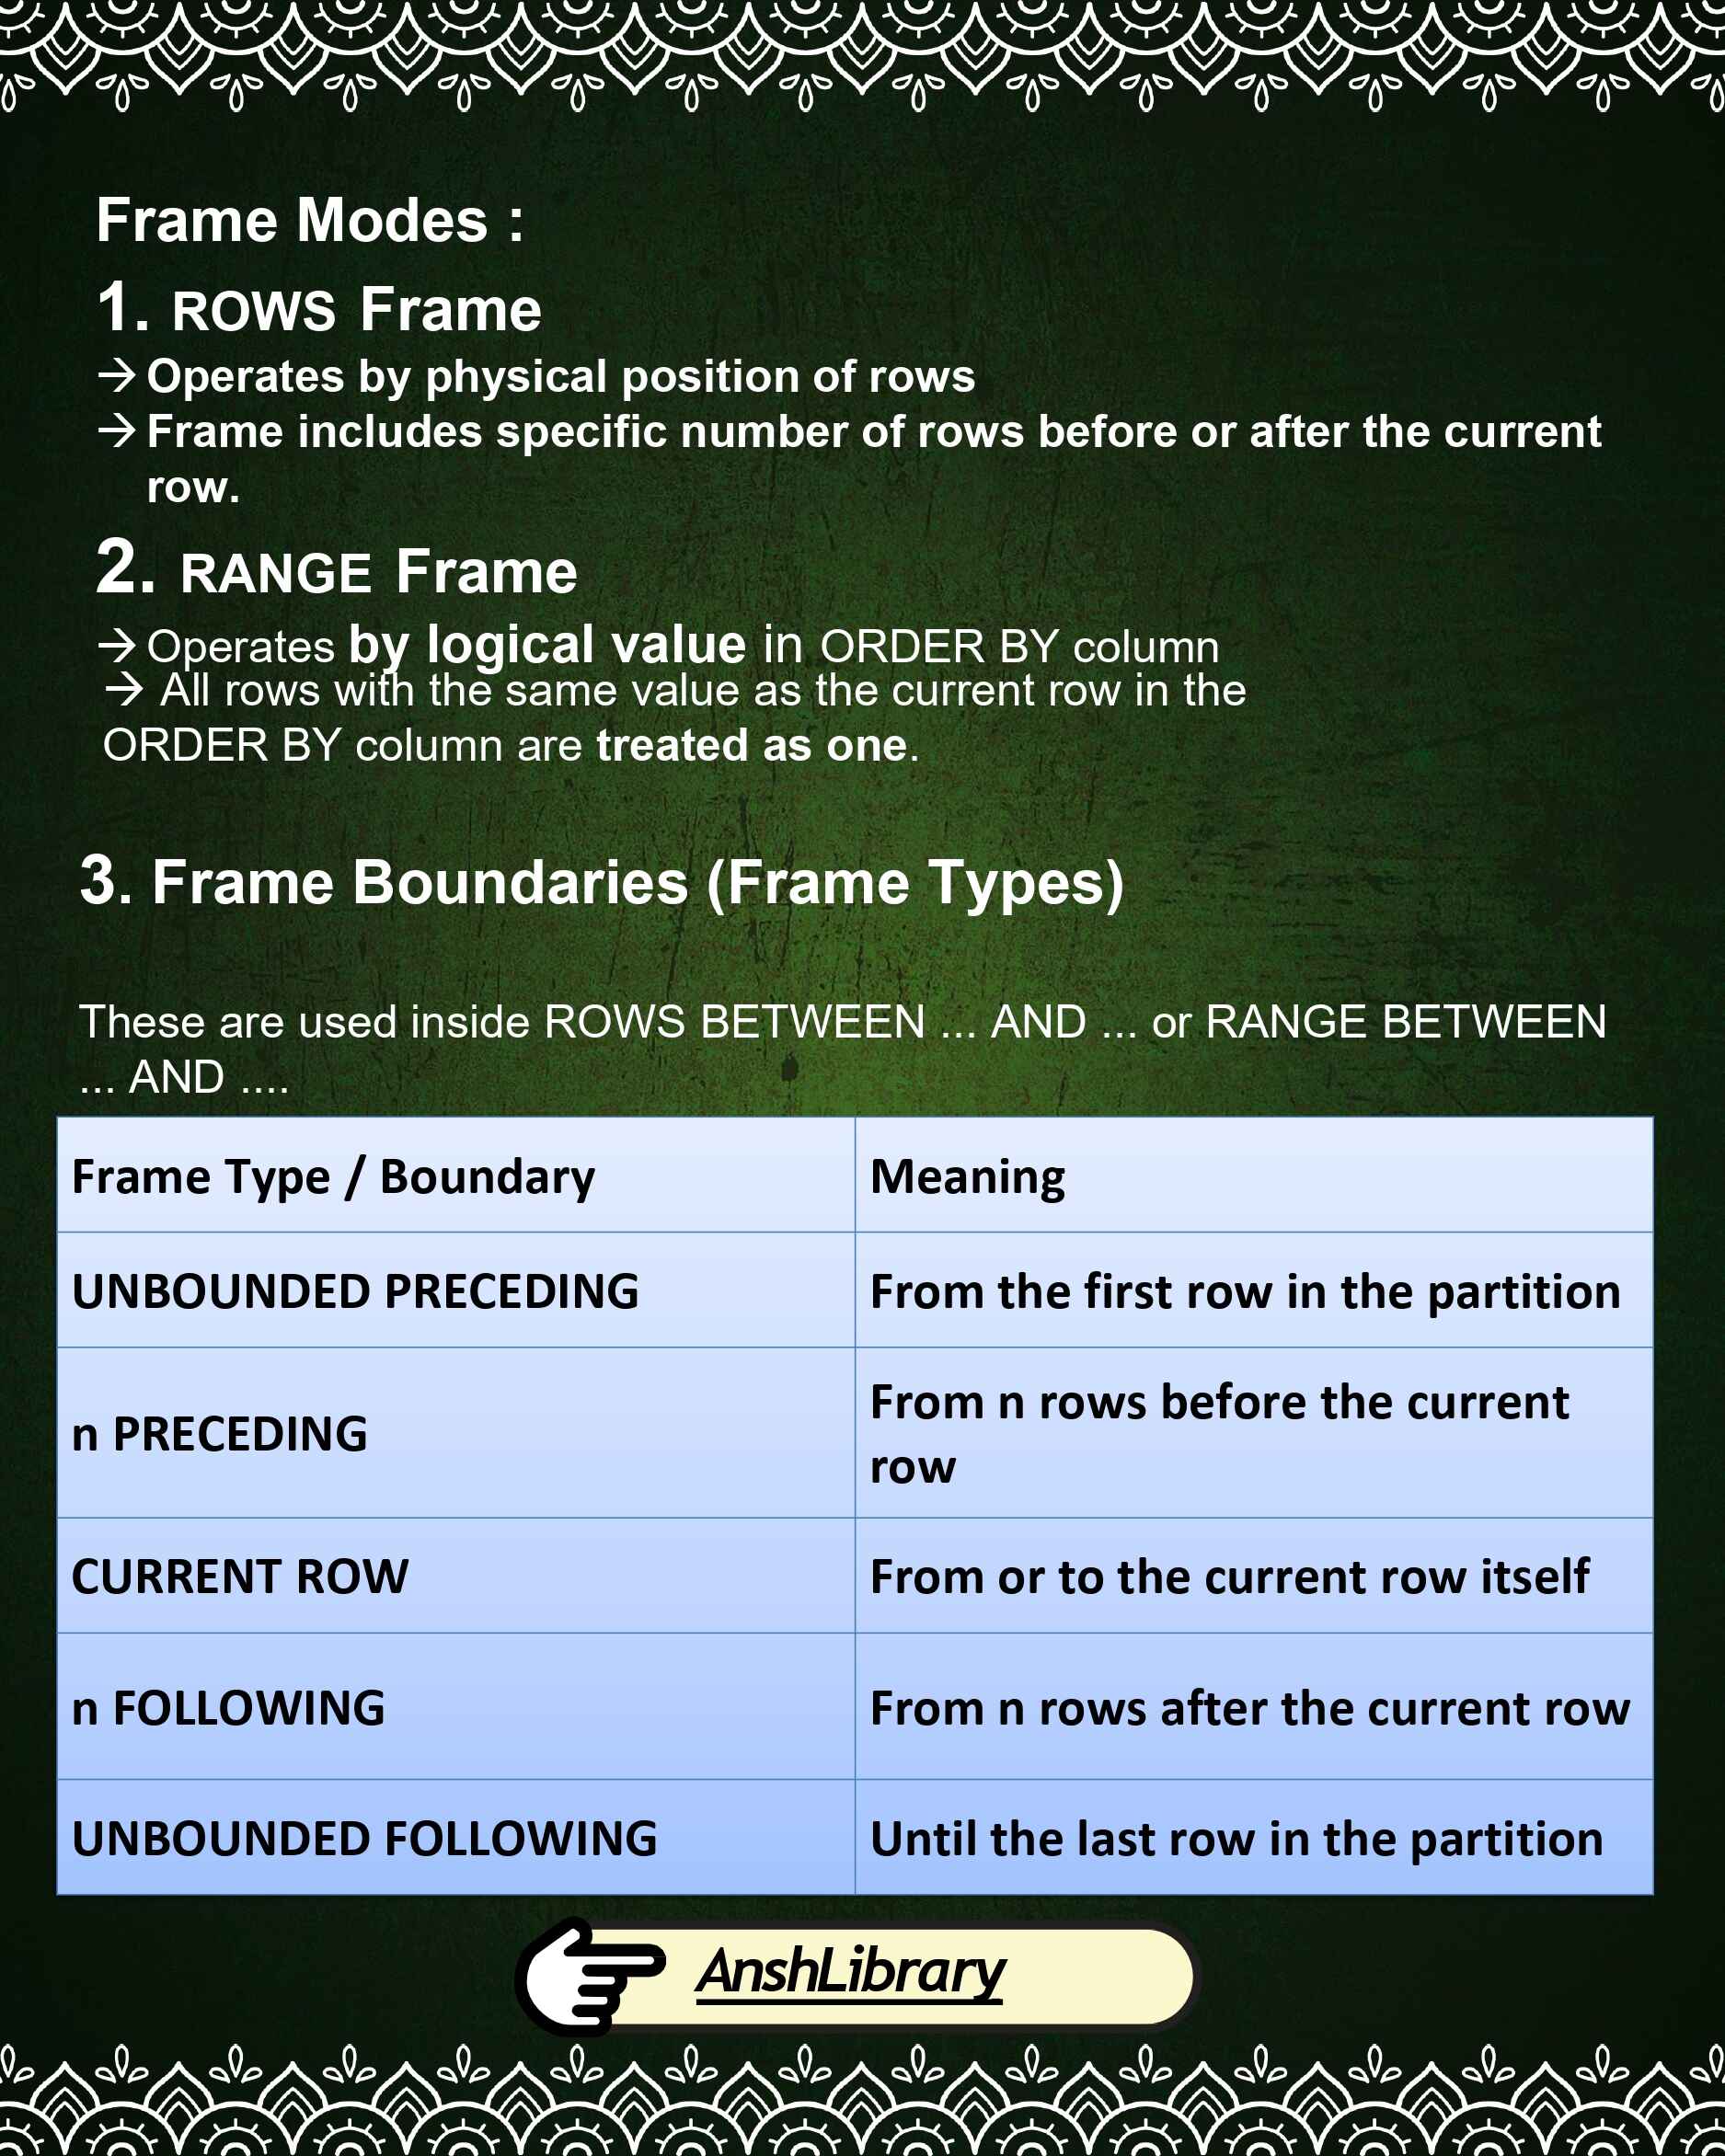 Frame Modes :
1. ROWS Frame
→ Operates by physical position of rows
→ Frame includes specific number of rows before or after the current
row.
2. RANGE Frame
→ Operates by logical value in ORDER BY column
→ All rows with the same value as the current row in the
ORDER BY column are treated as one.
3. Frame Boundaries (Frame Types)
These are used inside ROWS BETWEEN ... AND ... or RANGE BETWEEN
... AND ....
Frame Type / Boundary
Meaning
UNBOUNDED PRECEDING
From the first row in the partition
n PRECEDING
From n rows before the current
row
CURRENT ROW
From or to the current row itself
n FOLLOWING
From n rows after the current row
UNBOUNDED FOLLOWING
Until the last row in the partition
AnshLibrary